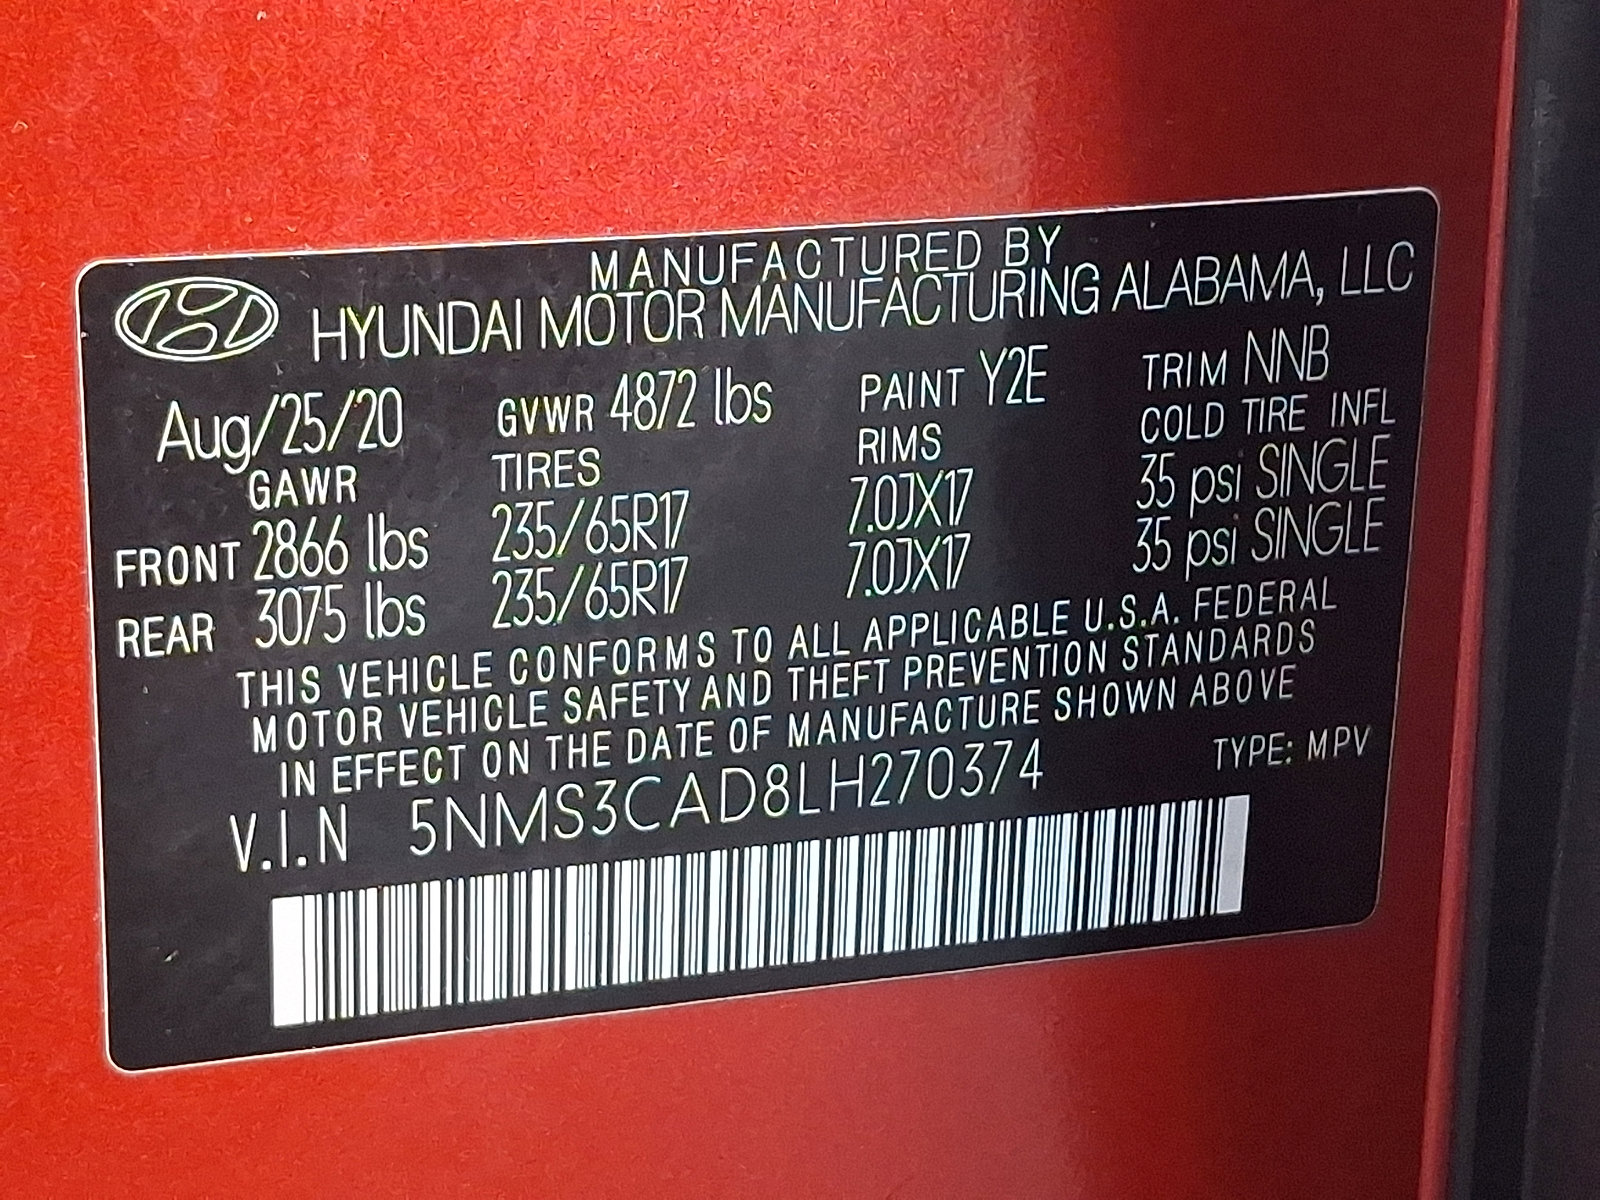 MANUFACTURED BY
HYUNDAI MOTOR MANUFACTURING ALABAMA, LLC
Aug/25/20 GVWR 4872 lbs PAINT Y2E TRIM NNB
GAWR TIRES RIMS COLD TIRE INFL
FRONT 2866 lbs 235/65R17 7.0JX17 35 psi SINGLE
REAR 3075 lbs 235/65R17 7.0JX17 35 psi SINGLE
THIS VEHICLE CONFORMS TO ALL APPLICABLE U.S.A. FEDERAL
MOTOR VEHICLE SAFETY AND THEFT PREVENTION STANDARDS
IN EFFECT ON THE DATE OF MANUFACTURE SHOWN ABOVE
V.I.N 5NMS3CAD8LH270374 TYPE: MPV